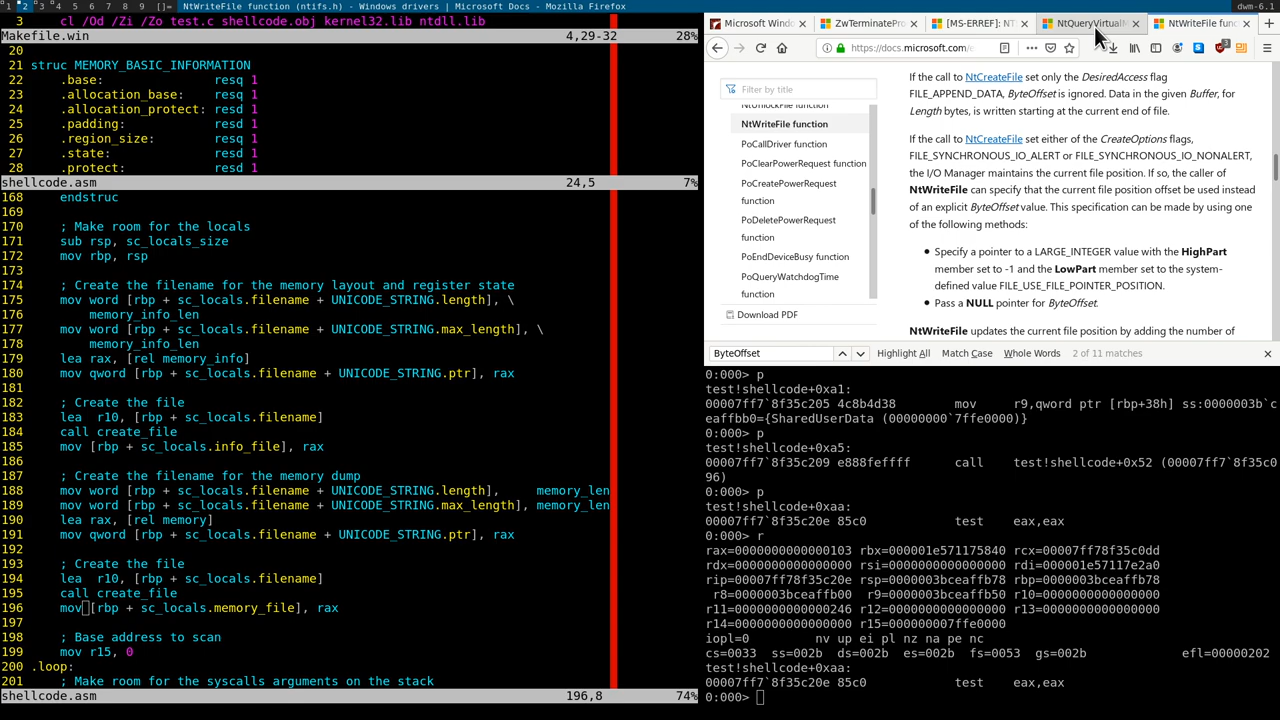 1 2 3 4 5 6 7 8 9 []= NtWriteFile function (ntifs.h) - Windows drivers | Microsoft Docs - Mozilla Firefox dwm-6.1
3 cl /Od /Zi /Zo test.c shellcode.obj kernel32.lib ntdll.lib
Makefile.win 4,29-32 28%
20
21 struc MEMORY_BASIC_INFORMATION
22 .base: resq 1
23 .allocation_base: resq 1
24 .allocation_protect: resd 1
25 .padding: resd 1
26 .region_size: resq 1
27 .state: resd 1
28 .protect: resd 1
shellcode.asm 24,5 7%
168 endstruc
169
170 ; Make room for the locals
171 sub rsp, sc_locals_size
172 mov rbp, rsp
173
174 ; Create the filename for the memory layout and register state
175 mov word [rbp + sc_locals.filename + UNICODE_STRING.length], \
176 memory_info_len
177 mov word [rbp + sc_locals.filename + UNICODE_STRING.max_length], \
178 memory_info_len
179 lea rax, [rel memory_info]
180 mov qword [rbp + sc_locals.filename + UNICODE_STRING.ptr], rax
181
182 ; Create the file
183 lea r10, [rbp + sc_locals.filename]
184 call create_file
185 mov [rbp + sc_locals.info_file], rax
186
187 ; Create the filename for the memory dump
188 mov word [rbp + sc_locals.filename + UNICODE_STRING.length], memory_len
189 mov word [rbp + sc_locals.filename + UNICODE_STRING.max_length], memory_len
190 lea rax, [rel memory]
191 mov qword [rbp + sc_locals.filename + UNICODE_STRING.ptr], rax
192
193 ; Create the file
194 lea r10, [rbp + sc_locals.filename]
195 call create_file
196 mov [rbp + sc_locals.memory_file], rax
197
198 ; Base address to scan
199 mov r15, 0
200 .loop:
201 ; Make room for the syscalls arguments on the stack
shellcode.asm 196,8 74%
Microsoft Windo ZwTerminatePro [MS-ERREF]: NT NtQueryVirtualM NtWriteFile func
https://docs.microsoft.com/e
Filter by title
NtUnlockFile function
NtWriteFile function
PoCallDriver function
PoClearPowerRequest function
PoCreatePowerRequest
function
PoDeletePowerRequest
function
PoEndDeviceBusy function
PoQueryWatchdogTime
function
Download PDF
If the call to NtCreateFile set only the DesiredAccess flag
FILE_APPEND_DATA, ByteOffset is ignored. Data in the given Buffer, for
Length bytes, is written starting at the current end of file.
If the call to NtCreateFile set either of the CreateOptions flags,
FILE_SYNCHRONOUS_IO_ALERT or FILE_SYNCHRONOUS_IO_NONALERT,
the I/O Manager maintains the current file position. If so, the caller of
NtWriteFile can specify that the current file position offset be used instead
of an explicit ByteOffset value. This specification can be made by using one
of the following methods:
Specify a pointer to a LARGE_INTEGER value with the HighPart
member set to -1 and the LowPart member set to the system-
defined value FILE_USE_FILE_POINTER_POSITION.
Pass a NULL pointer for ByteOffset.
NtWriteFile updates the current file position by adding the number of
ByteOffset Highlight All Match Case Whole Words 2 of 11 matches
0:000> p
test!shellcode+0xa1:
00007ff7`8f35c205 4c8b4d38 mov r9,qword ptr [rbp+38h] ss:0000003b`c
eaffbb0={SharedUserData (00000000`7ffe0000)}
0:000> p
test!shellcode+0xa5:
00007ff7`8f35c209 e888feffff call test!shellcode+0x52 (00007ff7`8f35c0
96)
0:000> p
test!shellcode+0xaa:
00007ff7`8f35c20e 85c0 test eax,eax
0:000> r
rax=0000000000000103 rbx=000001e571175840 rcx=00007ff78f35c0dd
rdx=0000000000000000 rsi=0000000000000000 rdi=000001e57117e2a0
rip=00007ff78f35c20e rsp=0000003bceaffb78 rbp=0000003bceaffb78
r8=0000003bceaffb00 r9=0000003bceaffb50 r10=0000000000000000
r11=0000000000000246 r12=0000000000000000 r13=0000000000000000
r14=0000000000000000 r15=000000007ffe0000
iopl=0 nv up ei pl nz na pe nc
cs=0033 ss=002b ds=002b es=002b fs=0053 gs=002b efl=00000202
test!shellcode+0xaa:
00007ff7`8f35c20e 85c0 test eax,eax
0:000>